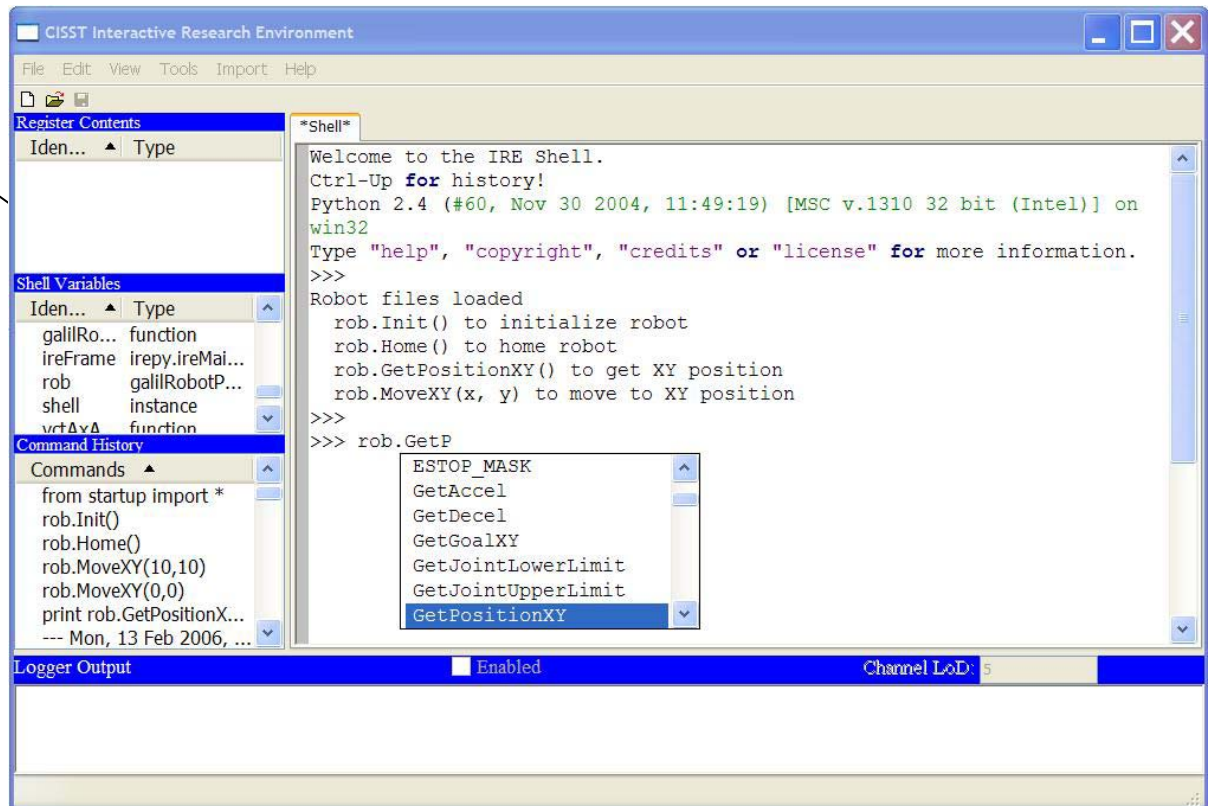 CISST Interactive Research Environment
File Edit View Tools Import Help
Register Contents
Iden... Type
Shell Variables
Iden... Type
galilRo... function
ireFrame irepy.ireMai...
rob galilRobotP...
shell instance
vctAxA function
Command History
Commands
from startup import *
rob.Init()
rob.Home()
rob.MoveXY(10,10)
rob.MoveXY(0,0)
print rob.GetPositionX...
--- Mon, 13 Feb 2006, ...
*Shell*
Welcome to the IRE Shell.
Ctrl-Up for history!
Python 2.4 (#60, Nov 30 2004, 11:49:19) [MSC v.1310 32 bit (Intel)] on
win32
Type "help", "copyright", "credits" or "license" for more information.
>>>
Robot files loaded
rob.Init() to initialize robot
rob.Home() to home robot
rob.GetPositionXY() to get XY position
rob.MoveXY(x, y) to move to XY position
>>>
>>> rob.GetP
ESTOP_MASK
GetAccel
GetDecel
GetGoalXY
GetJointLowerLimit
GetJointUpperLimit
GetPositionXY
Logger Output Enabled Channel LoD: 5